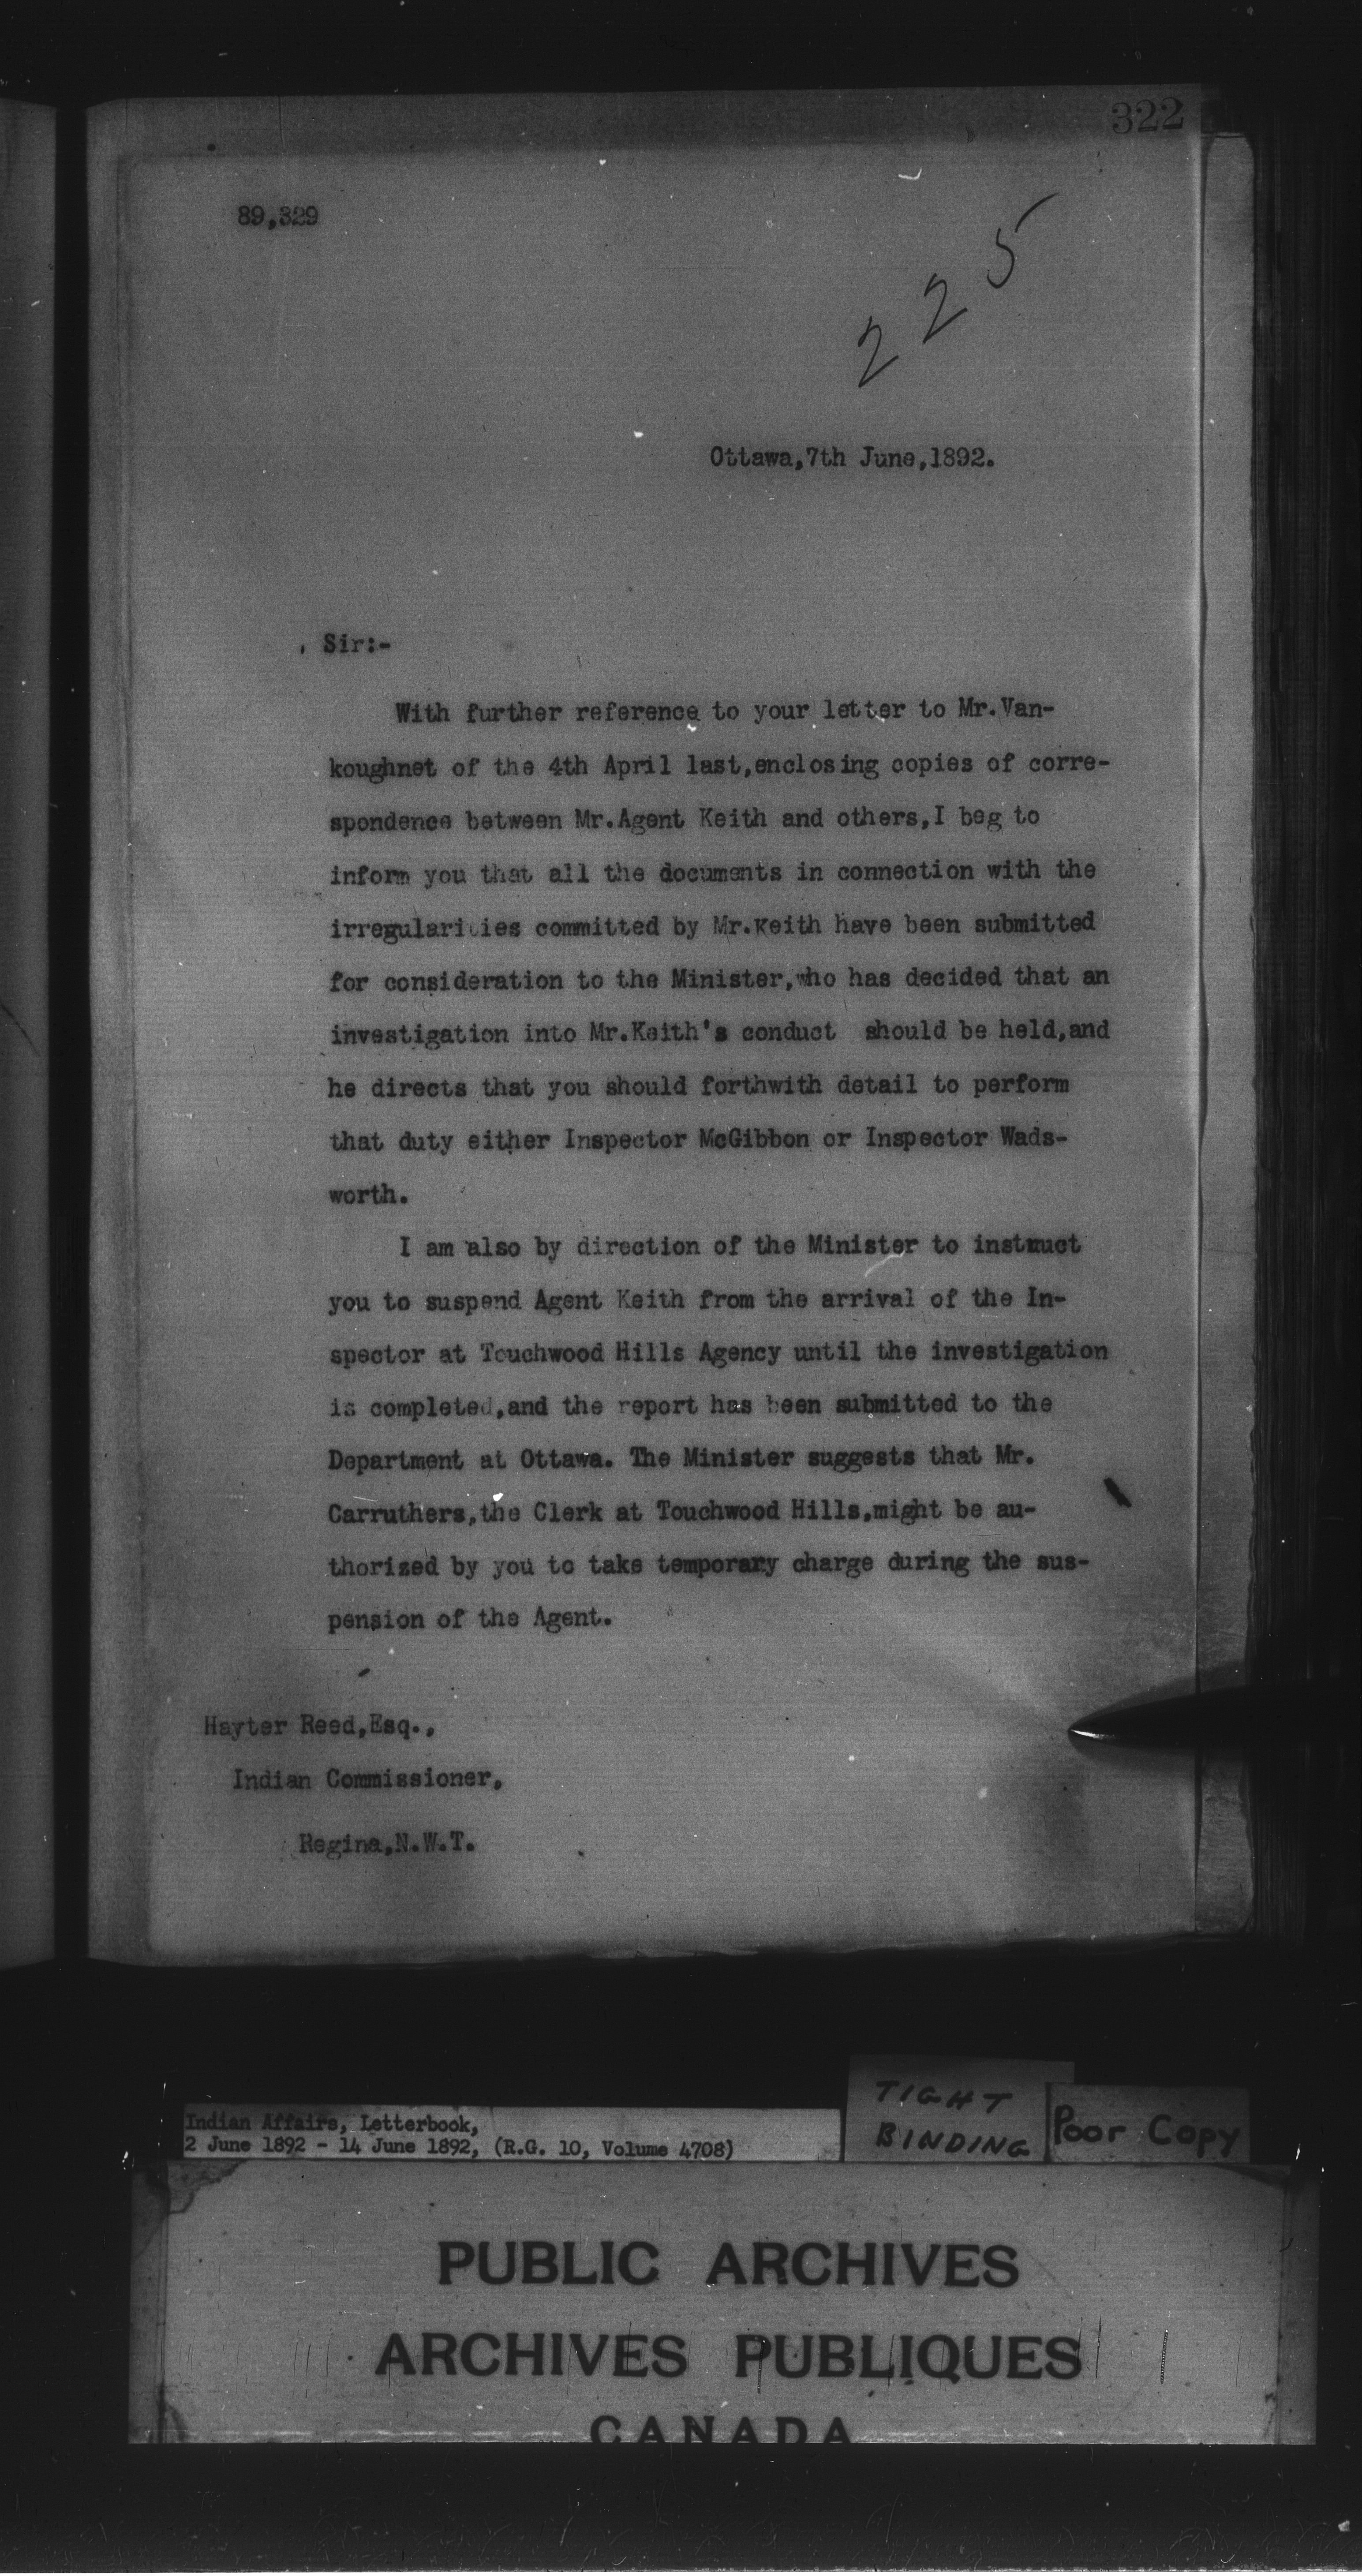 322
89,329
225
Ottawa,7th June,1892.
Sir:-
With further reference to your letter to Mr.Van-
koughnet of the 4th April last,enclosing copies of corre-
spondence between Mr.Agent Keith and others,I beg to
inform you that all the documents in connection with the
irregularities committed by Mr.Keith have been submitted
for consideration to the Minister,who has decided that an
investigation into Mr.Keith's conduct should be held,and
he directs that you should forthwith detail to perform
that duty either Inspector McGibbon or Inspector Wads-
worth.
I am also by direction of the Minister to instruct
you to suspend Agent Keith from the arrival of the In-
spector at Touchwood Hills Agency until the investigation
is completed,and the report has been submitted to the
Department at Ottawa. The Minister suggests that Mr.
Carruthers,the Clerk at Touchwood Hills,might be au-
thorized by you to take temporary charge during the sus-
pension of the Agent.
Hayter Reed,Esq.,
Indian Commissioner,
Regina,N.W.T.
Indian Affairs, Letterbook,
2 June 1892 - 14 June 1892, (R.G. 10, Volume 4708)
TIGHT
BINDING
Poor Copy
PUBLIC ARCHIVES
ARCHIVES PUBLIQUES
CANADA